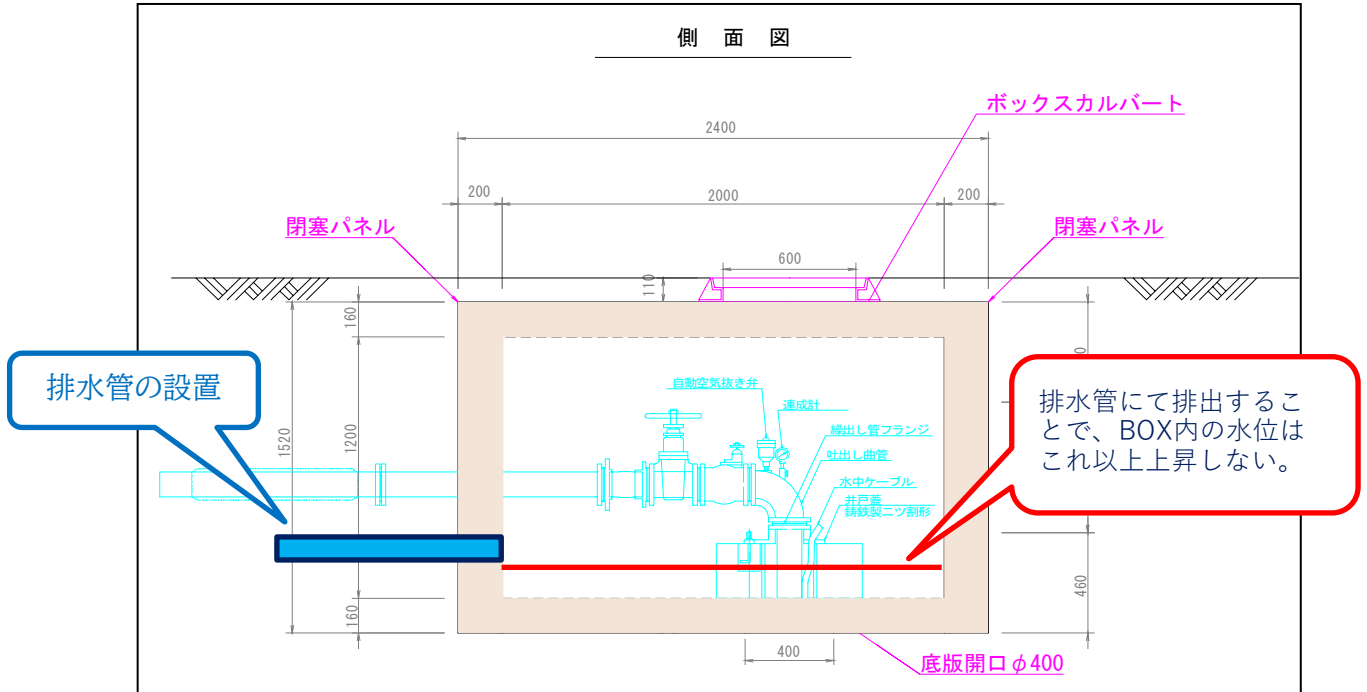 側 面 図
ボックスカルバート
2400
200
2000
200
閉塞パネル
閉塞パネル
600
110
160
排水管の設置
自動空気抜き弁
連成計
繰出し管フランジ
吐出し曲管
水中ケーブル
井戸蓋
鋳鉄製二ツ割形
1520
1200
排水管にて排出するこ
とで、BOX内の水位は
これ以上上昇しない。
160
460
400
底版開口φ400